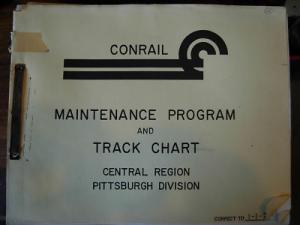 CONRAIL
MAINTENANCE PROGRAM
AND
TRACK CHART
CENTRAL REGION
PITTSBURGH DIVISION
CORRECT TO